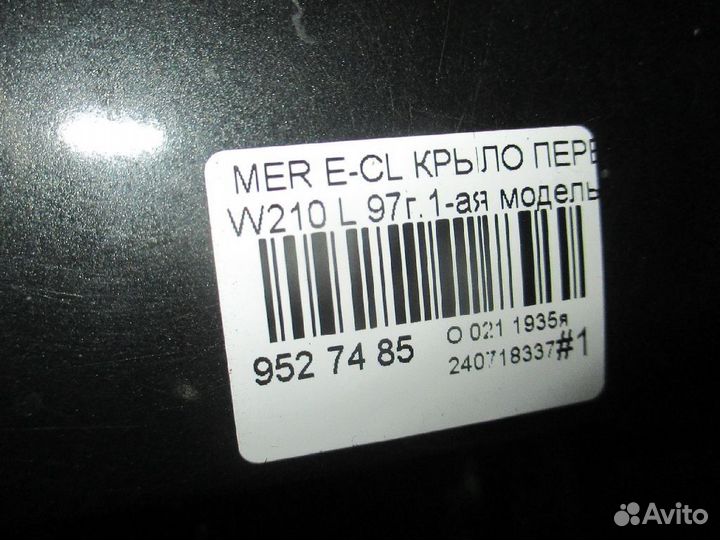 MER E-CL КРЫЛО ПЕРЕ
W210 L 97г.1-ая модель
952 74 85
О 021 1935я
240718337#1
Avito